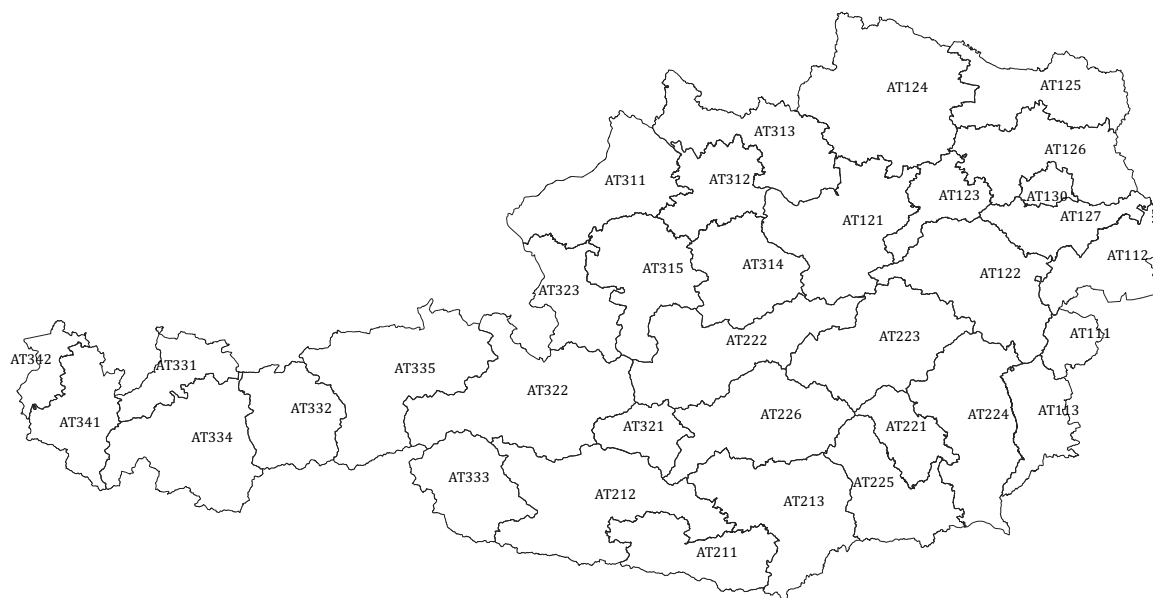 AT124
AT125
AT313
AT126
AT311
AT312
AT123
AT130
AT127
AT121
AT112
AT315
AT314
AT122
AT323
AT111
AT222
AT223
AT342
AT331
AT335
AT322
AT332
AT113
AT226
AT224
AT341
AT321
AT221
AT334
AT333
AT225
AT212
AT213
AT211